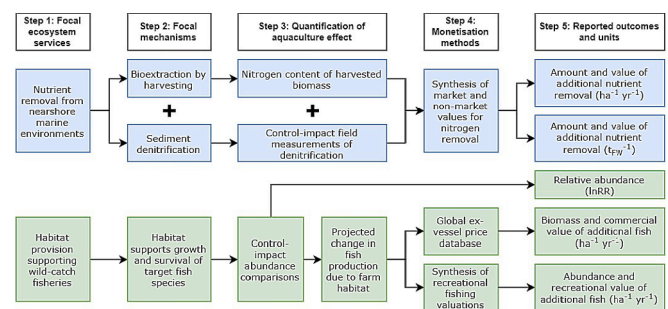 Step 1: Focal
ecosystem
services
Step 2: Focal
mechanisms
Step 3: Quantification of
aquaculture effect
Step 4:
Monetisation
methods
Step 5: Reported outcomes
and units
Nutrient
removal from
nearshore
marine
environments
Bioextraction by
harvesting
+
Sediment
denitrification
Nitrogen content of harvested
biomass
+
Control-impact field
measurements of
denitrification
Synthesis of
market and
non-market
values for
nitrogen
removal
Amount and value of
additional nutrient
removal (ha⁻¹ yr⁻¹)
Amount and value of
additional nutrient
removal (t_FW⁻¹)
Relative abundance
(lnRR)
Habitat
provision
supporting
wild-catch
fisheries
Habitat
supports growth
and survival of
target fish
species
Control-
impact
abundance
comparisons
Projected
change in
fish
production
due to farm
habitat
Global ex-
vessel price
database
Synthesis of
recreational
fishing
valuations
Biomass and commercial
value of additional fish
(ha⁻¹ yr⁻¹)
Abundance and
recreational value of
additional fish (ha⁻¹ yr⁻¹)